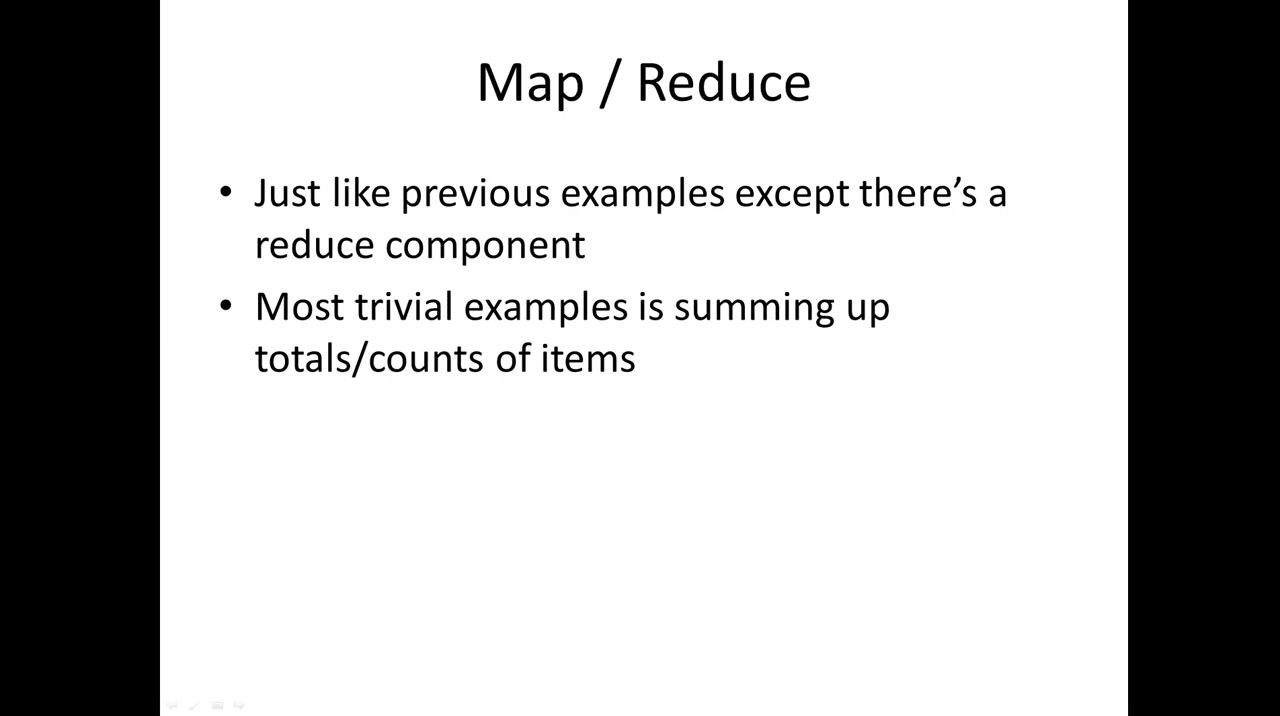 Map / Reduce
• Just like previous examples except there’s a
reduce component
• Most trivial examples is summing up
totals/counts of items